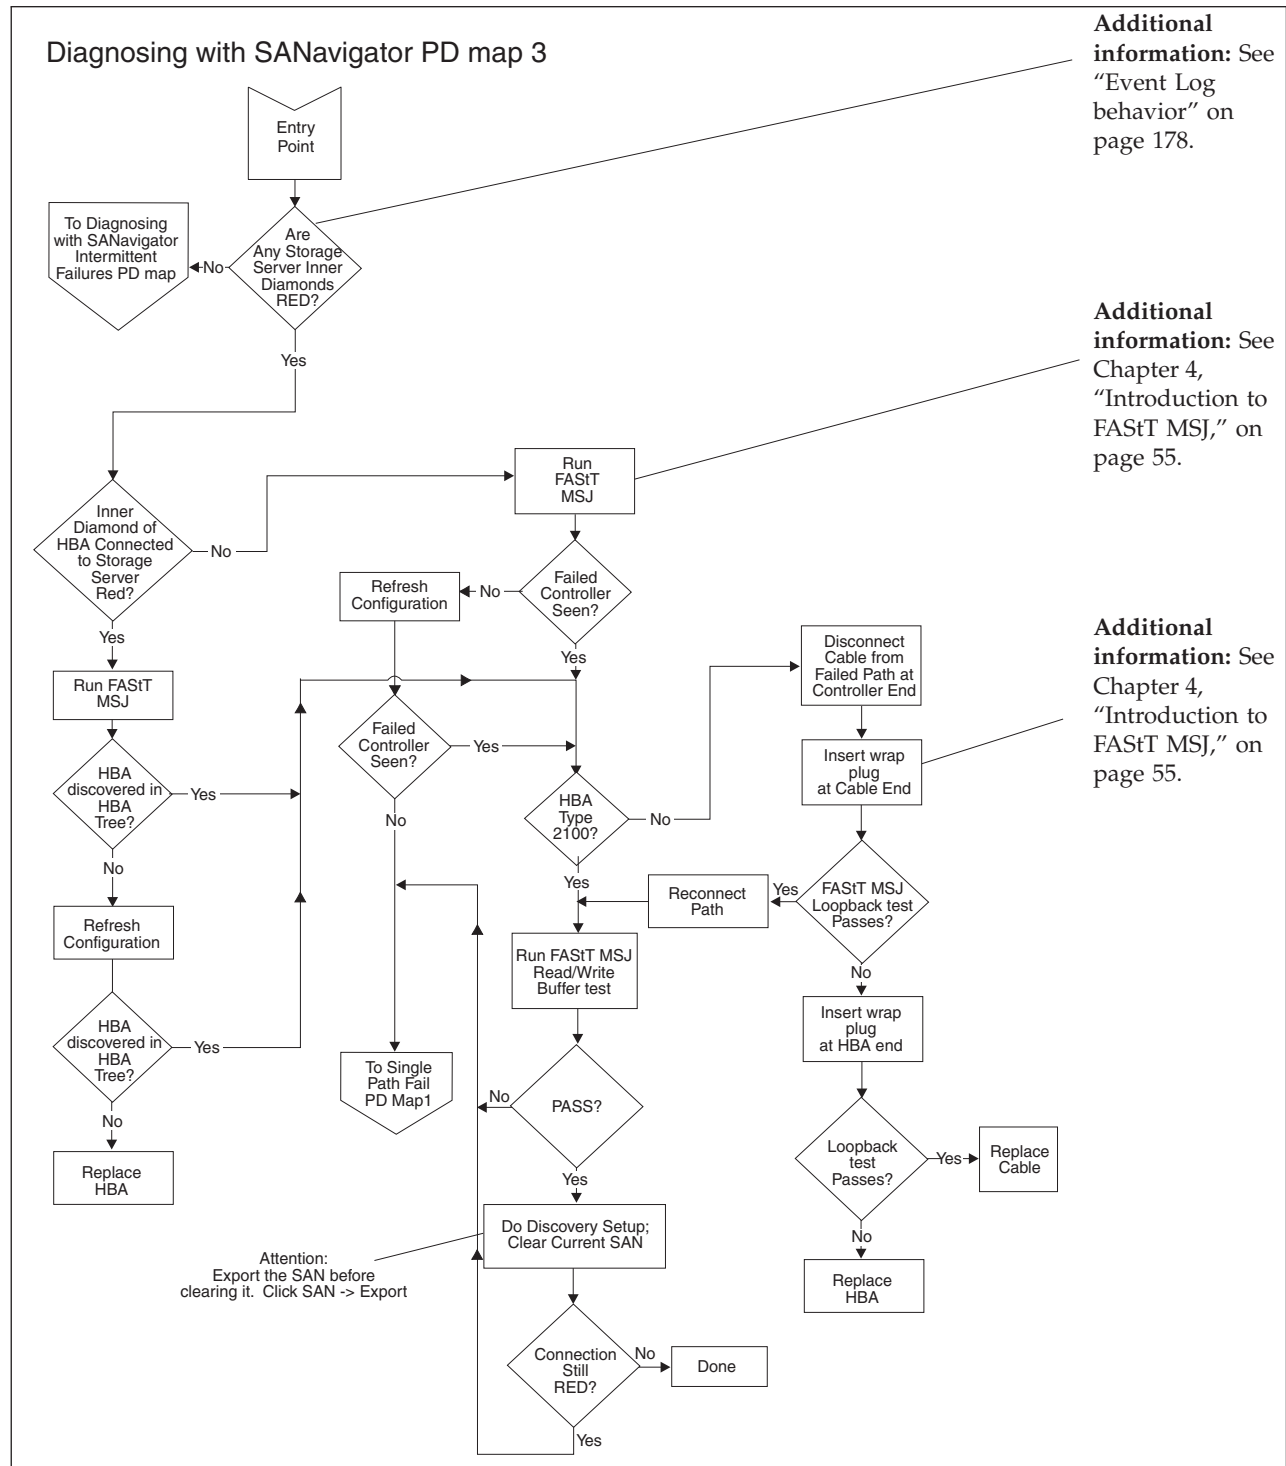 Diagnosing with SANavigator PD map 3
Additional
information: See
“Event Log
behavior” on
page 178.
Entry
Point
To Diagnosing
with SANavigator
Intermittent
Failures PD map
No
Are
Any Storage
Server Inner
Diamonds
RED?
Yes
Additional
information: See
Chapter 4,
“Introduction to
FAStT MSJ,” on
page 55.
Run
FAStT
MSJ
Inner
Diamond of
HBA Connected
to Storage
Server
Red?
No
Yes
Refresh
Configuration
No
Failed
Controller
Seen?
Yes
Disconnect
Cable from
Failed Path at
Controller End
Additional
information: See
Chapter 4,
“Introduction to
FAStT MSJ,” on
page 55.
Run FAStT
MSJ
Failed
Controller
Seen?
Yes
No
Insert wrap
plug
at Cable End
HBA
discovered in
HBA
Tree?
Yes
No
HBA
Type
2100?
No
Yes
Reconnect
Path
Yes
FAStT MSJ
Loopback test
Passes?
No
Refresh
Configuration
Run FAStT MSJ
Read/Write
Buffer test
Insert wrap
plug
at HBA end
HBA
discovered in
HBA
Tree?
Yes
No
To Single
Path Fail
PD Map1
No
PASS?
Yes
Loopback
test
Passes?
Yes
Replace
Cable
No
Replace
HBA
Do Discovery Setup;
Clear Current SAN
Attention:
Export the SAN before
clearing it. Click SAN -> Export
Replace
HBA
Connection
Still
RED?
No
Done
Yes